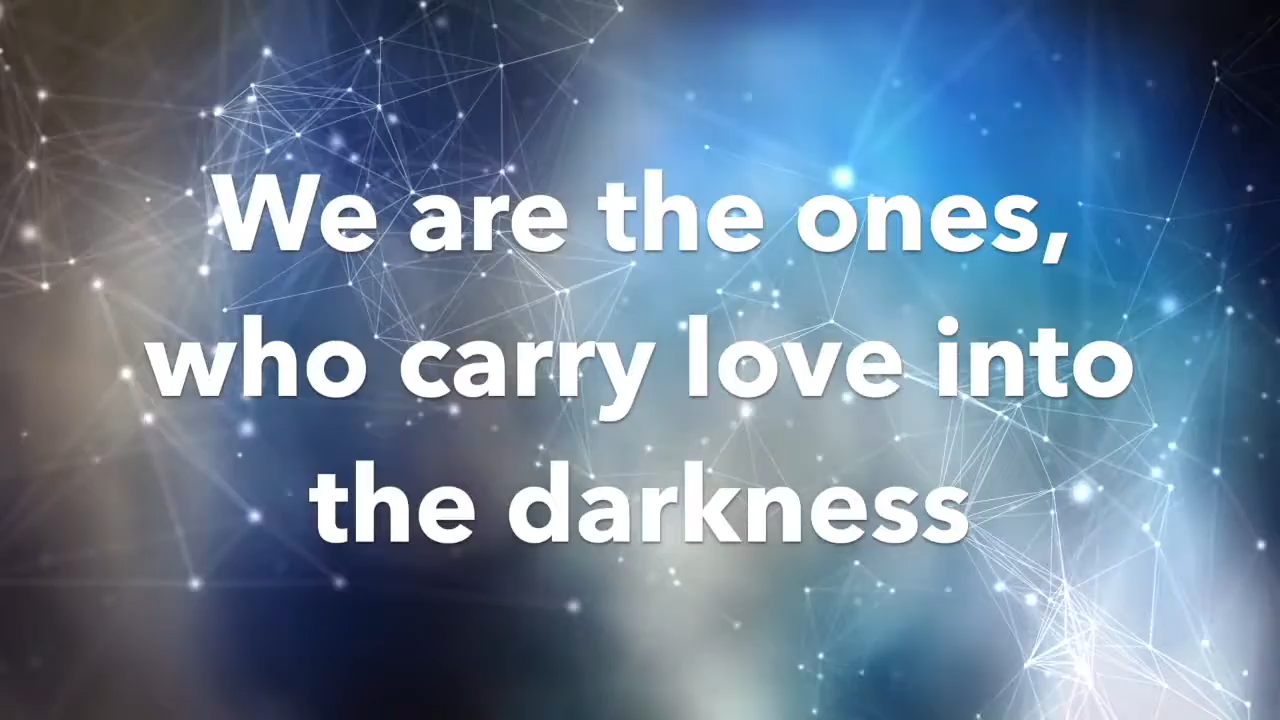 We are the ones,
who carry love into
the darkness